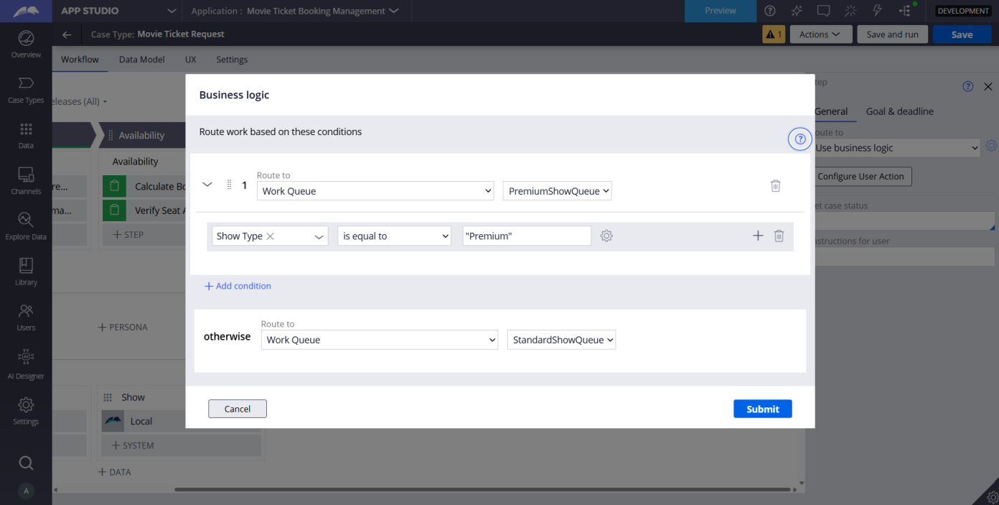 APP STUDIO
Application : Movie Ticket Booking Management
Preview
DEVELOPMENT
Case Type: Movie Ticket Request
1
Actions
Save and run
Save
Overview
Case Types
Data
Channels
Explore Data
Library
Users
AI Designer
Settings
A
Workflow
Data Model
UX
Settings
eleases (All)
Availability
Availability
re...
Calculate Bo
ma...
Verify Seat A
STEP
PERSONA
Show
Local
SYSTEM
DATA
Business logic
Route work based on these conditions
1
Route to
Work Queue
PremiumShowQueue
Show Type
is equal to
"Premium"
Add condition
otherwise
Route to
Work Queue
StandardShowQueue
Cancel
Submit
tep
General
Goal & deadline
oute to
Use business logic
Configure User Action
et case status
nstructions for user